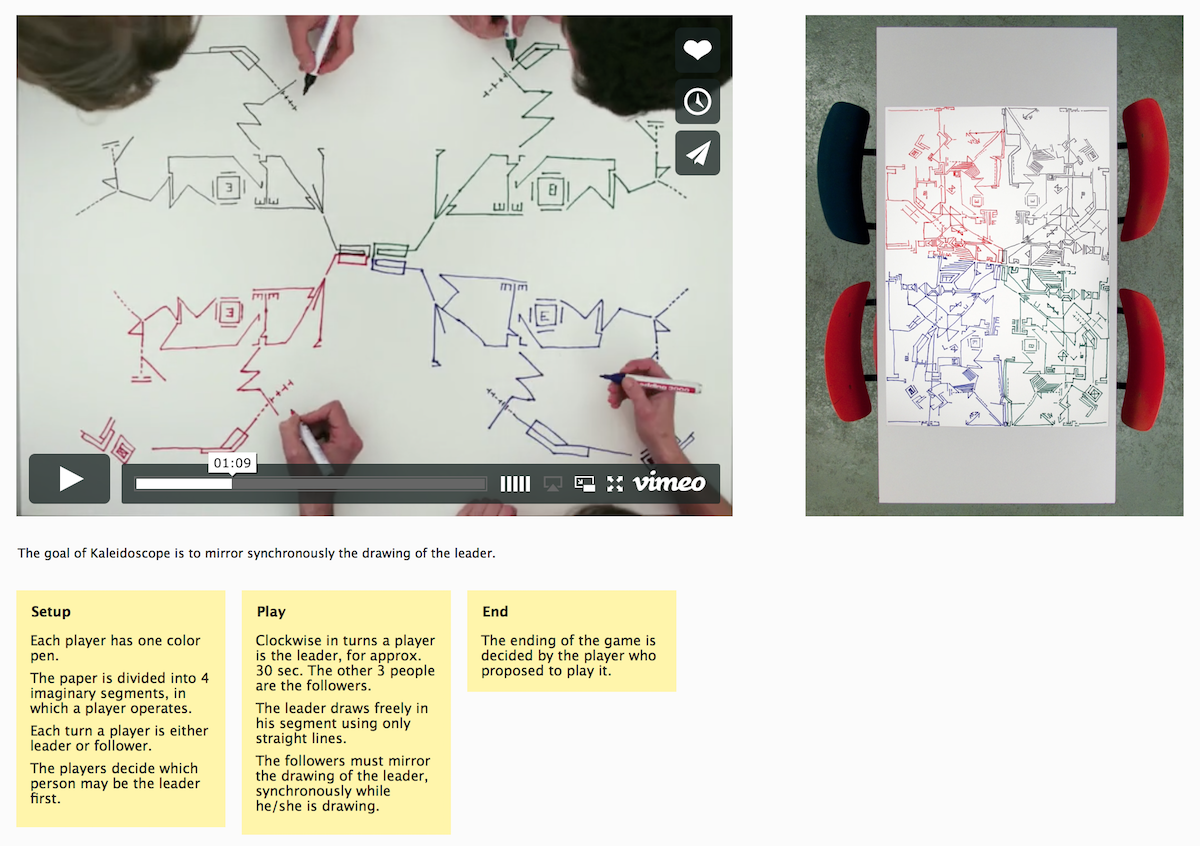 01:09
vimeo
The goal of Kaleidoscope is to mirror synchronously the drawing of the leader.
Setup
Each player has one color
pen.
The paper is divided into 4
imaginary segments, in
which a player operates.
Each turn a player is either
leader or follower.
The players decide which
person may be the leader
first.
Play
Clockwise in turns a player
is the leader, for approx.
30 sec. The other 3 people
are the followers.
The leader draws freely in
his segment using only
straight lines.
The followers must mirror
the drawing of the leader,
synchronously while
he/she is drawing.
End
The ending of the game is
decided by the player who
proposed to play it.